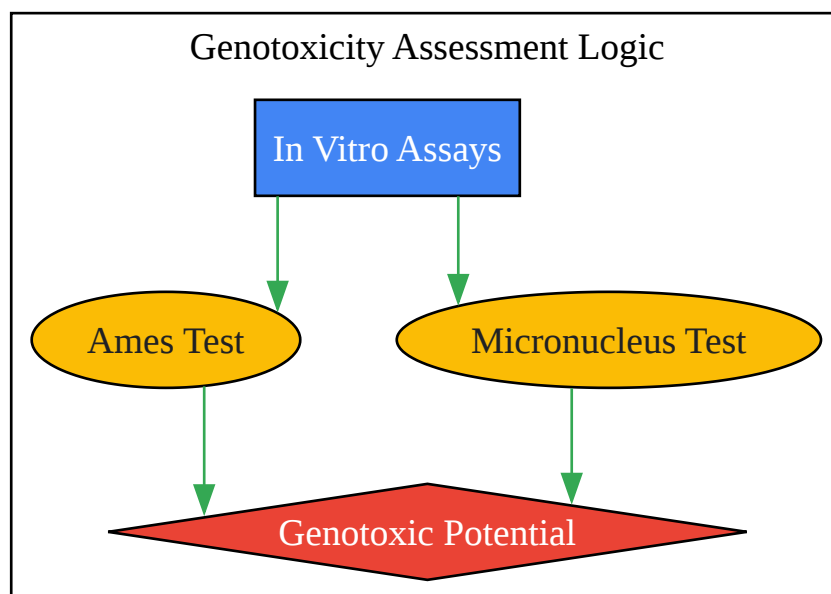 Genotoxicity Assessment Logic
In Vitro Assays
Ames Test
Micronucleus Test
Genotoxic Potential